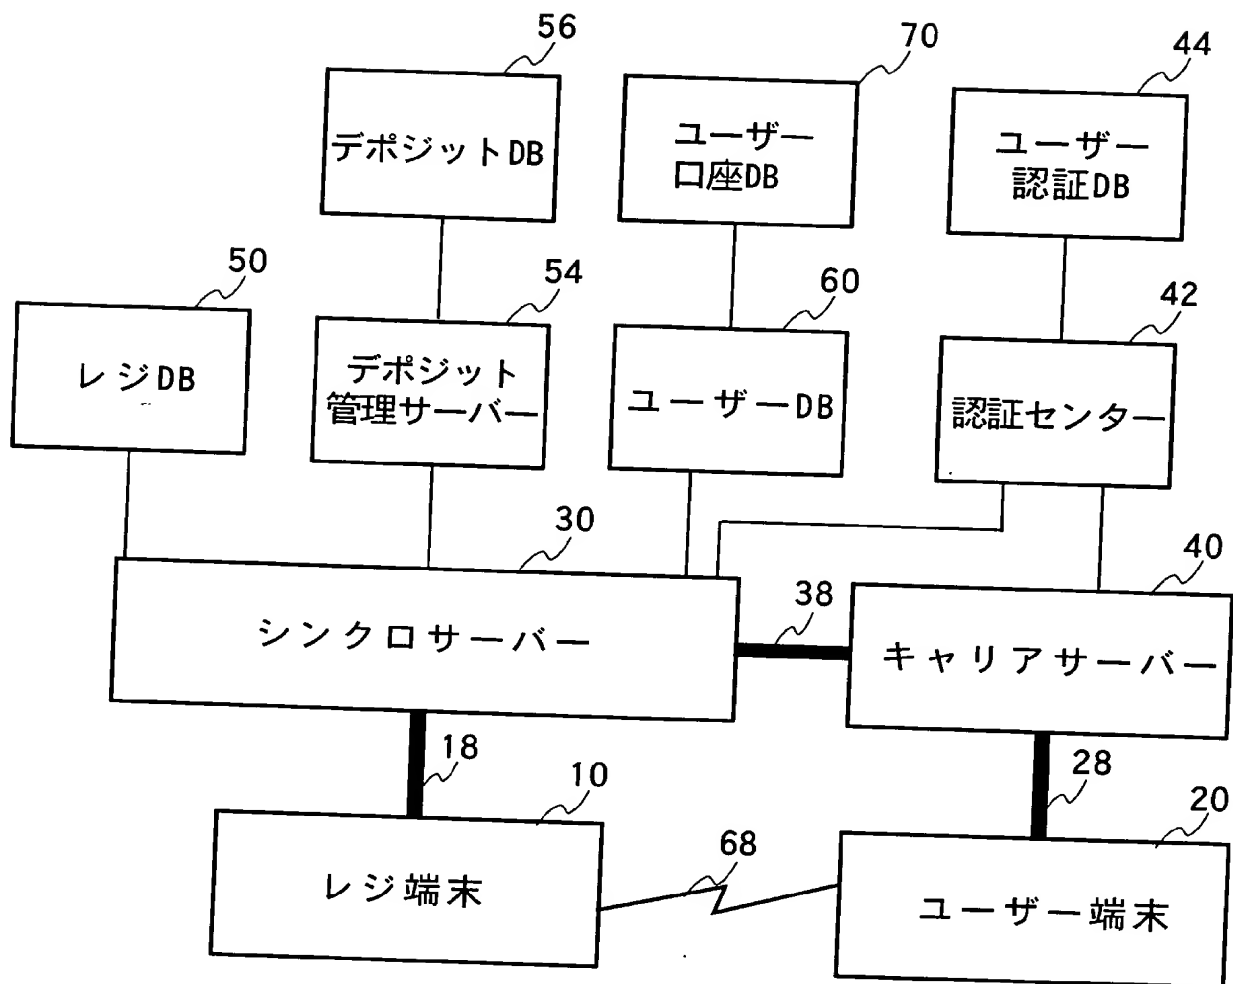 56
70
44
デポジットDB
ユーザー
口座DB
ユーザー
認証DB
50
54
60
42
レジDB
デポジット
管理サーバー
ユーザーDB
認証センター
30
40
シンクロサーバー
38
キャリアサーバー
18
28
10
20
レジ端末
68
ユーザー端末